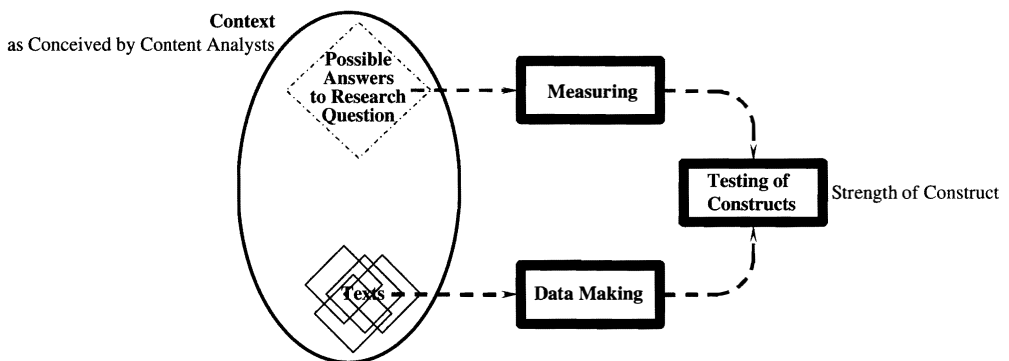 Context
as Conceived by Content Analysts
Possible
Answers
to Research
Question
Measuring
Testing of
Constructs
Strength of Construct
Texts
Data Making